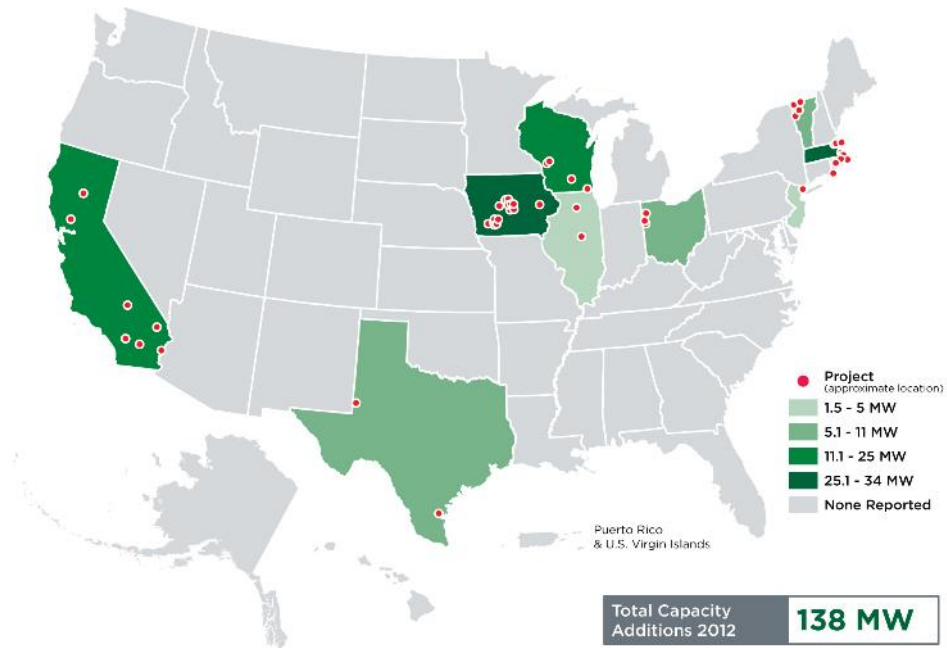 Project
(approximate location)
1.5 - 5 MW
5.1 - 11 MW
11.1 - 25 MW
25.1 - 34 MW
None Reported
Puerto Rico
& U.S. Virgin Islands
Total Capacity
Additions 2012
138 MW